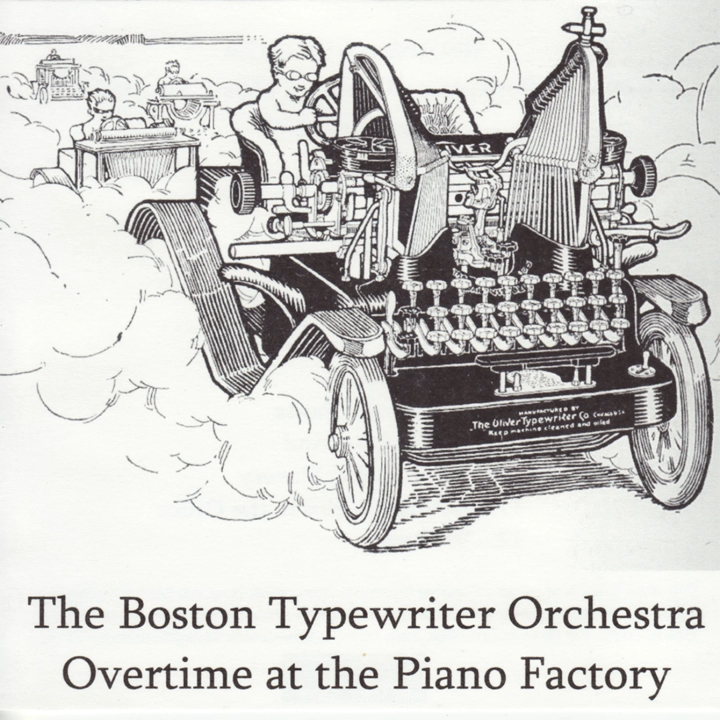 IVER
MANUFACTURED BY
The Oliver Typewriter Co
Keep machine cleaned and oiled
The Boston Typewriter Orchestra
Overtime at the Piano Factory